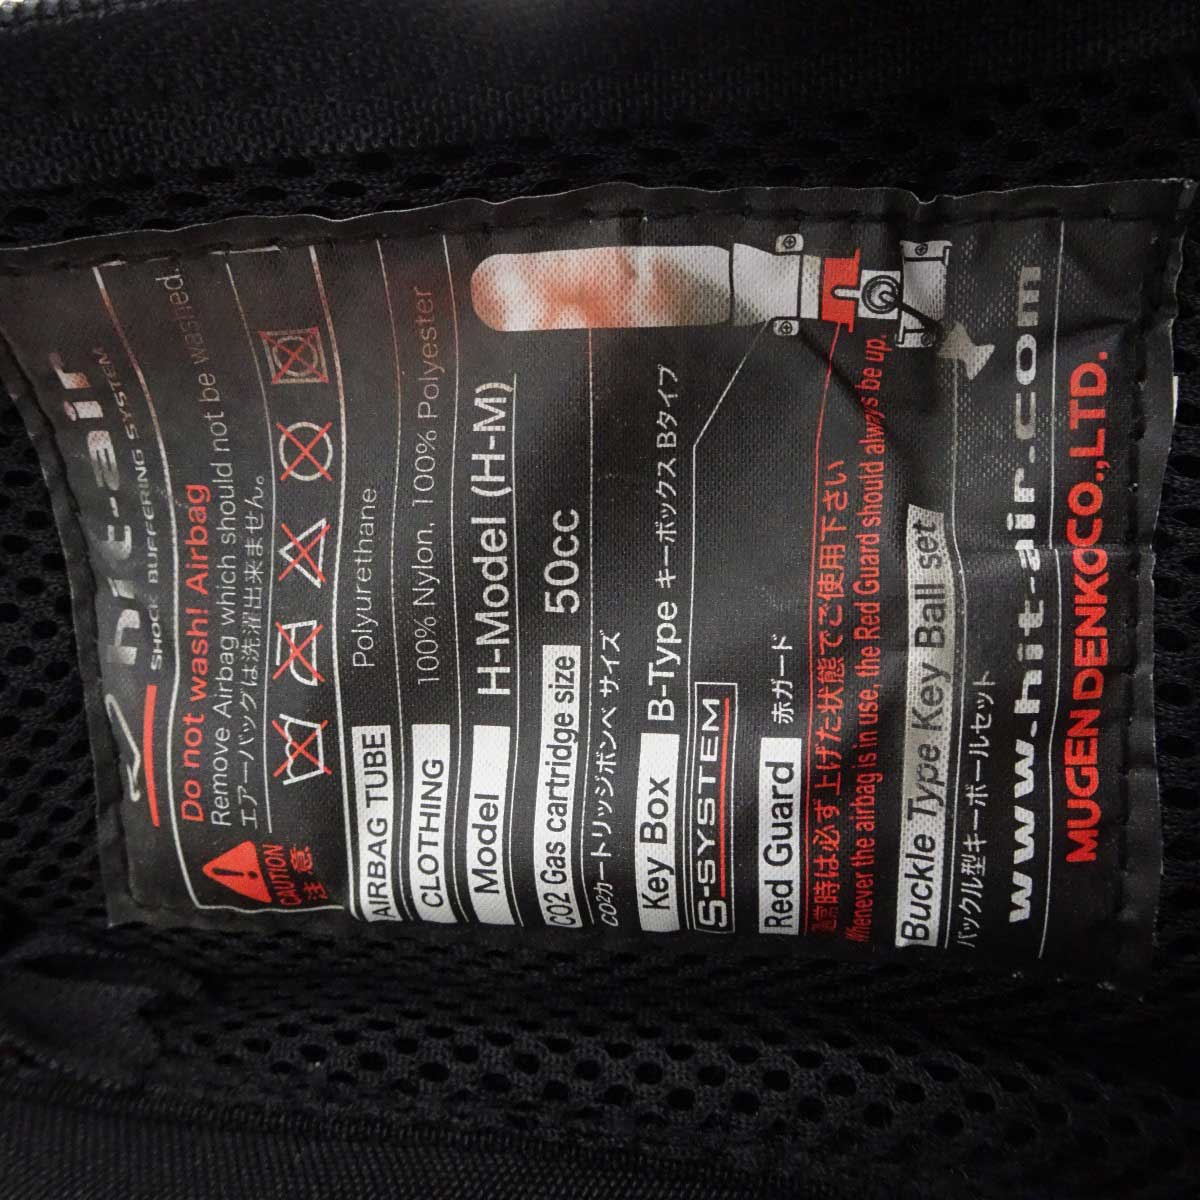 hit-air
SHOCK BUFFERING SYSTEM
Do not wash! Airbag
Remove Airbag which should not be washed.
エアーバッグは洗濯出来ません。
CAUTION
注意
AIRBAG TUBE Polyurethane
CLOTHING 100% Nylon, 100% Polyester
Model H-Model (H-M)
CO2 Gas cartridge size 50cc
CO2カートリッジボンベ サイズ
Key Box B-Type キーボックス Bタイプ
S-SYSTEM
Red Guard 赤ガード
通常時は必ず上げた状態でご使用下さい
Whenever the airbag is in use, the Red Guard should always be up.
Buckle Type Key Ball set
バックル型キーボールセット
www.hit-air.com
MUGEN DENKO CO.,LTD.